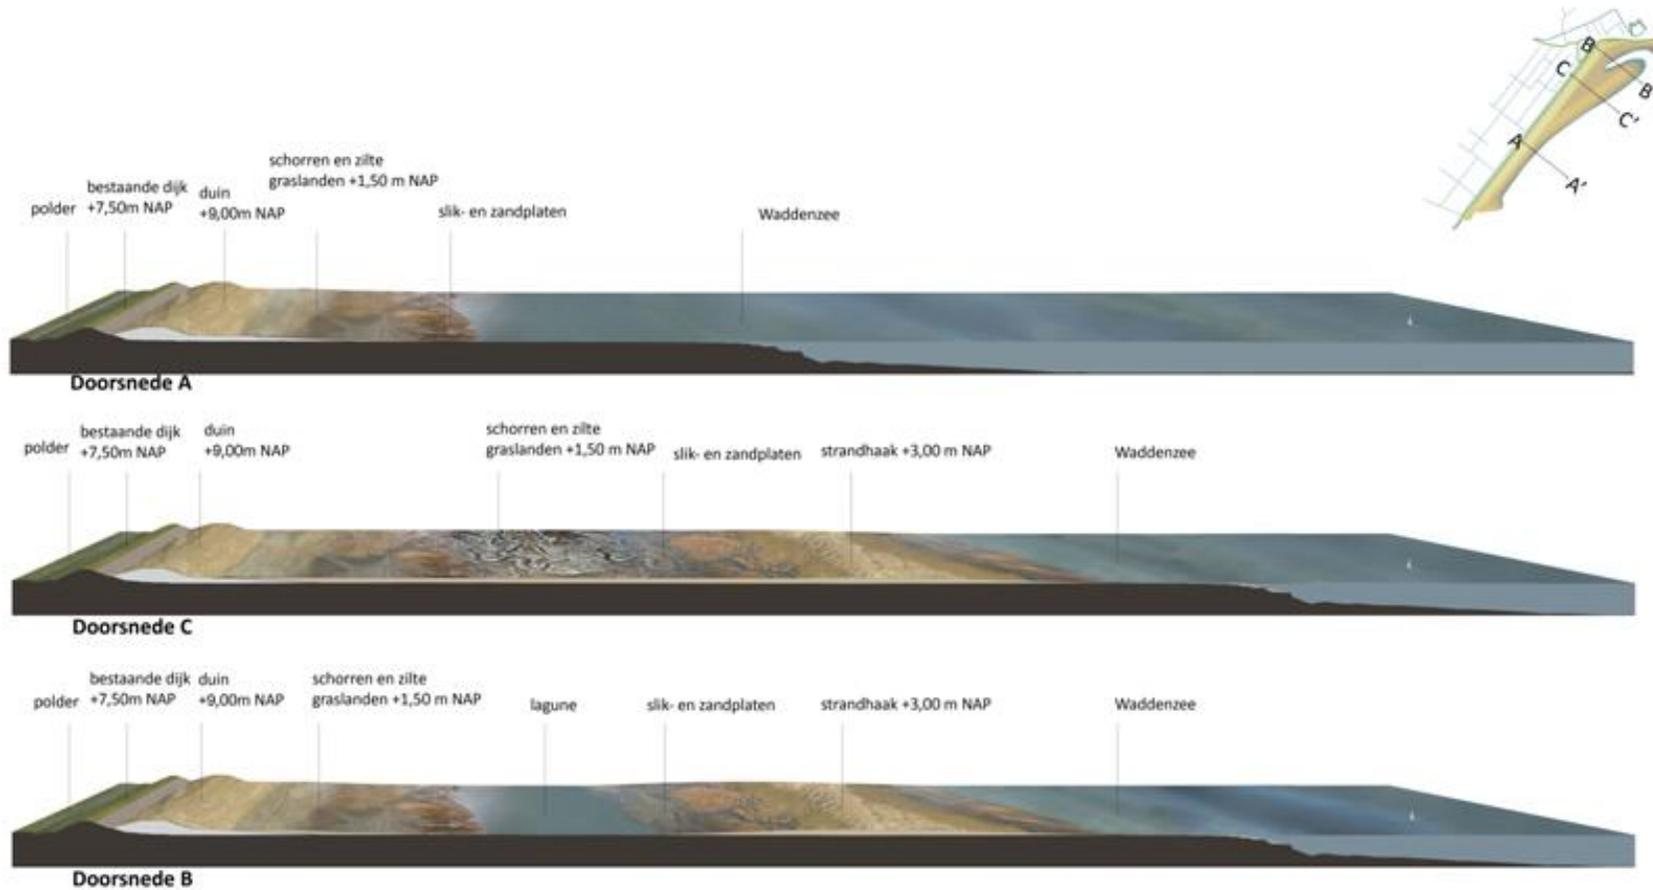 B
C
B
C'
A
A'
schorren en zilte
graslanden +1,50 m NAP
bestaande dijk
+7,50m NAP
duin
+9,00m NAP
polder
slik- en zandplaten
Waddenzee
Doorsnede A
bestaande dijk
+7,50m NAP
duin
+9,00m NAP
schorren en zilte
graslanden +1,50 m NAP
polder
slik- en zandplaten
strandhaak +3,00 m NAP
Waddenzee
Doorsnede C
bestaande dijk
+7,50m NAP
duin
+9,00m NAP
schorren en zilte
graslanden +1,50 m NAP
polder
lagune
slik- en zandplaten
strandhaak +3,00 m NAP
Waddenzee
Doorsnede B